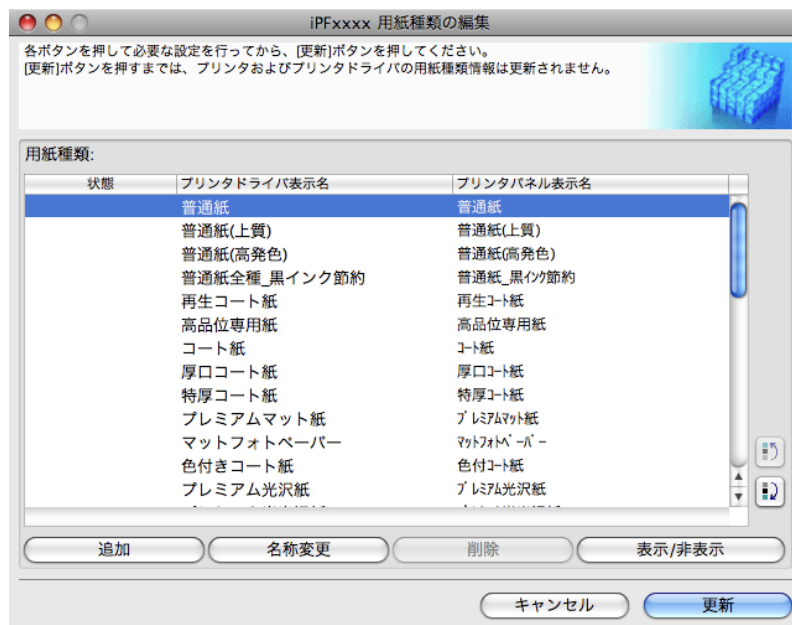 iPFxxxx 用紙種類の編集
各ボタンを押して必要な設定を行ってから、[更新]ボタンを押してください。
[更新]ボタンを押すまでは、プリンタおよびプリンタドライバの用紙種類情報は更新されません。
用紙種類:
状態 プリンタドライバ表示名 プリンタパネル表示名
普通紙 普通紙
普通紙(上質) 普通紙(上質)
普通紙(高発色) 普通紙(高発色)
普通紙全種_黒インク節約 普通紙_黒ｲﾝｸ節約
再生コート紙 再生ｺｰﾄ紙
高品位専用紙 高品位専用紙
コート紙 ｺｰﾄ紙
厚口コート紙 厚口ｺｰﾄ紙
特厚コート紙 特厚ｺｰﾄ紙
プレミアムマット紙 ﾌﾟﾚﾐｱﾑﾏｯﾄ紙
マットフォトペーパー ﾏｯﾄﾌｫﾄﾍﾟｰﾊﾟｰ
色付きコート紙 色付ｺｰﾄ紙
プレミアム光沢紙 ﾌﾟﾚﾐｱﾑ光沢紙
追加 名称変更 削除 表示/非表示
キャンセル 更新